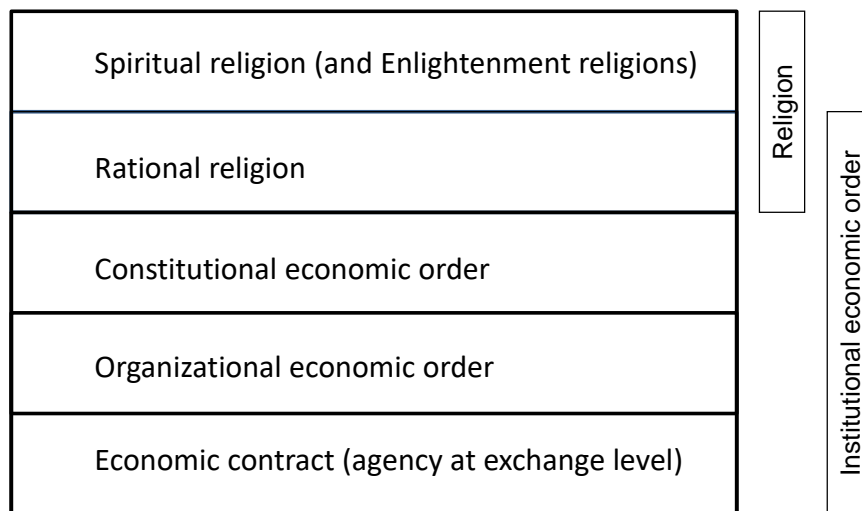 Spiritual religion (and Enlightenment religions)
Rational religion
Constitutional economic order
Organizational economic order
Economic contract (agency at exchange level)
Religion
Institutional economic order